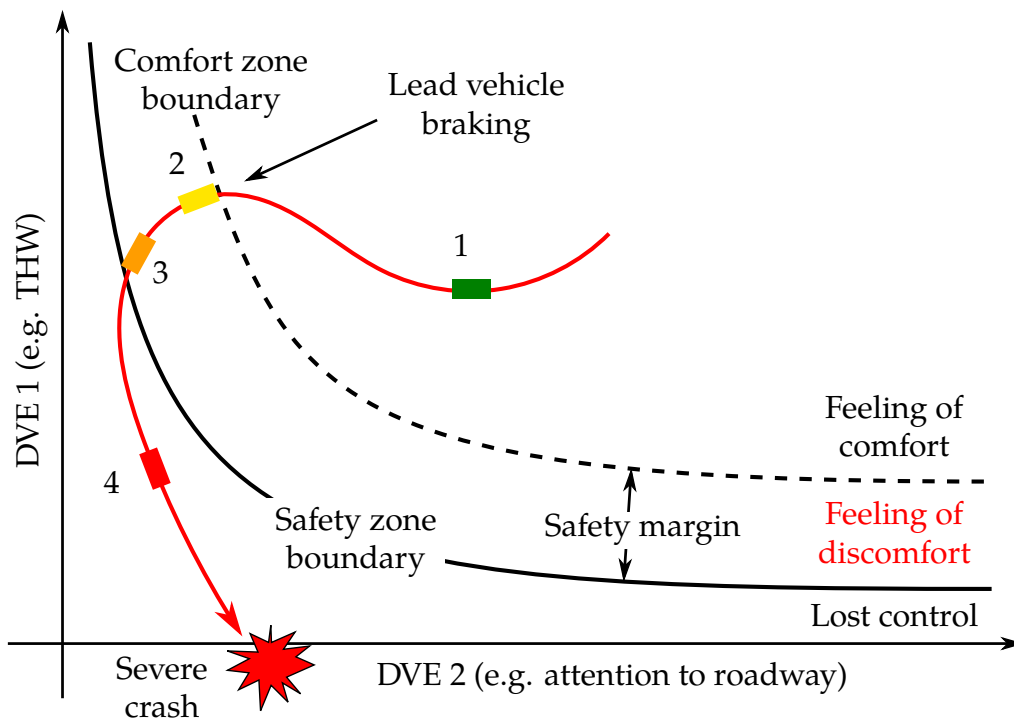 Comfort zone
boundary
Lead vehicle
braking
2
1
3
DVE 1 (e.g. THW)
4
Feeling of
comfort
Safety zone
boundary
Safety margin
Feeling of
discomfort
Lost control
Severe
crash
DVE 2 (e.g. attention to roadway)